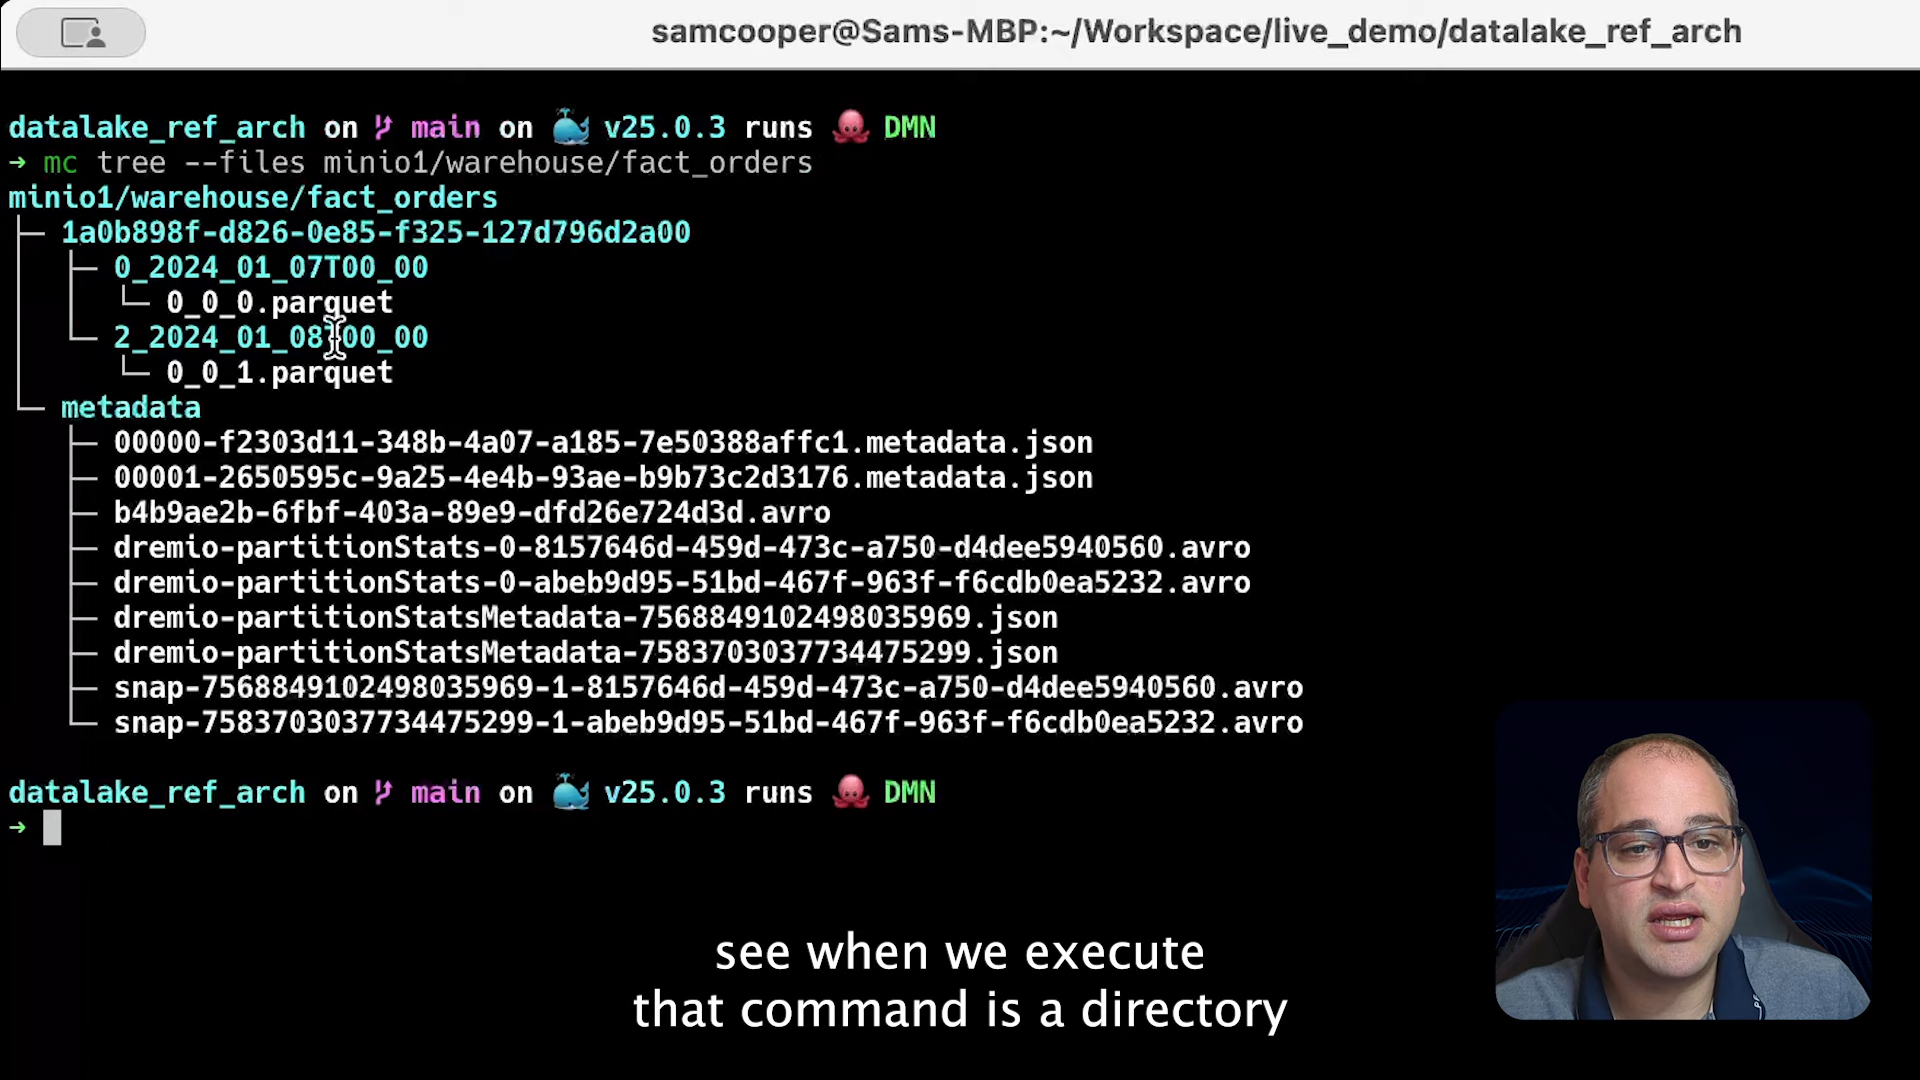 samcooper@Sams-MBP:~/Workspace/live_demo/datalake_ref_arch
datalake_ref_arch on main on v25.0.3 runs DMN
→ mc tree --files minio1/warehouse/fact_orders
minio1/warehouse/fact_orders
├─ 1a0b898f-d826-0e85-f325-127d796d2a00
│  ├─ 0_2024_01_07T00_00
│  │  └─ 0_0_0.parquet
│  └─ 2_2024_01_08T00_00
│     └─ 0_0_1.parquet
└─ metadata
   ├─ 00000-f2303d11-348b-4a07-a185-7e50388affc1.metadata.json
   ├─ 00001-2650595c-9a25-4e4b-93ae-b9b73c2d3176.metadata.json
   ├─ b4b9ae2b-6fbf-403a-89e9-dfd26e724d3d.avro
   ├─ dremio-partitionStats-0-8157646d-459d-473c-a750-d4dee5940560.avro
   ├─ dremio-partitionStats-0-abeb9d95-51bd-467f-963f-f6cdb0ea5232.avro
   ├─ dremio-partitionStatsMetadata-7568849102498035969.json
   ├─ dremio-partitionStatsMetadata-7583703037734475299.json
   ├─ snap-7568849102498035969-1-8157646d-459d-473c-a750-d4dee5940560.avro
   └─ snap-7583703037734475299-1-abeb9d95-51bd-467f-963f-f6cdb0ea5232.avro
datalake_ref_arch on main on v25.0.3 runs DMN
→
see when we execute
that command is a directory